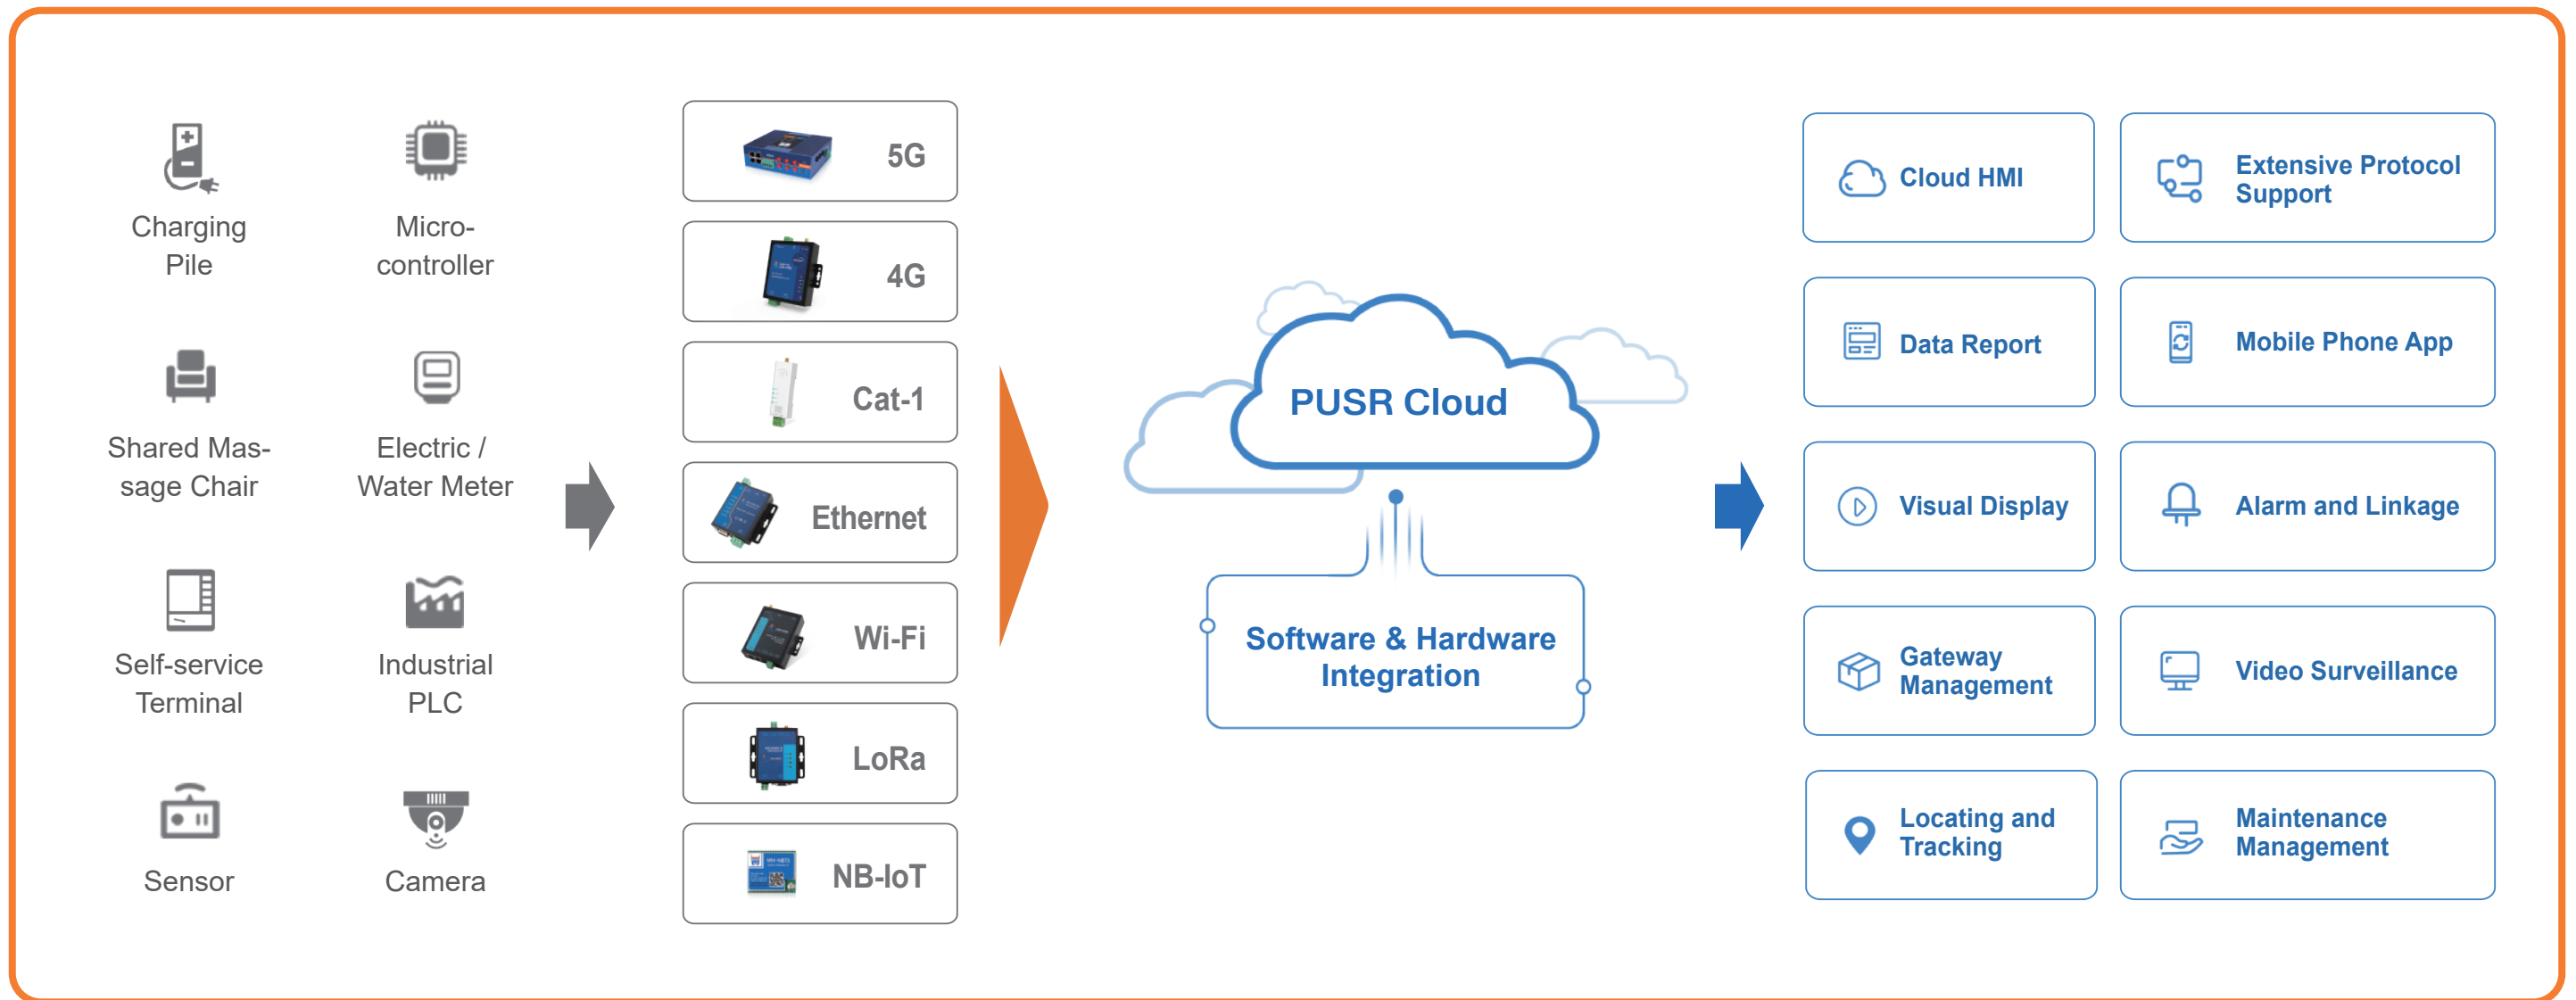 Charging
Pile
Micro-
controller
Shared Mas-
sage Chair
Electric /
Water Meter
Self-service
Terminal
Industrial
PLC
Sensor
Camera
5G
4G
Cat-1
Ethernet
Wi-Fi
LoRa
NB-IoT
PUSR Cloud
Software & Hardware
Integration
Cloud HMI
Extensive Protocol
Support
Data Report
Mobile Phone App
Visual Display
Alarm and Linkage
Gateway
Management
Video Surveillance
Locating and
Tracking
Maintenance
Management